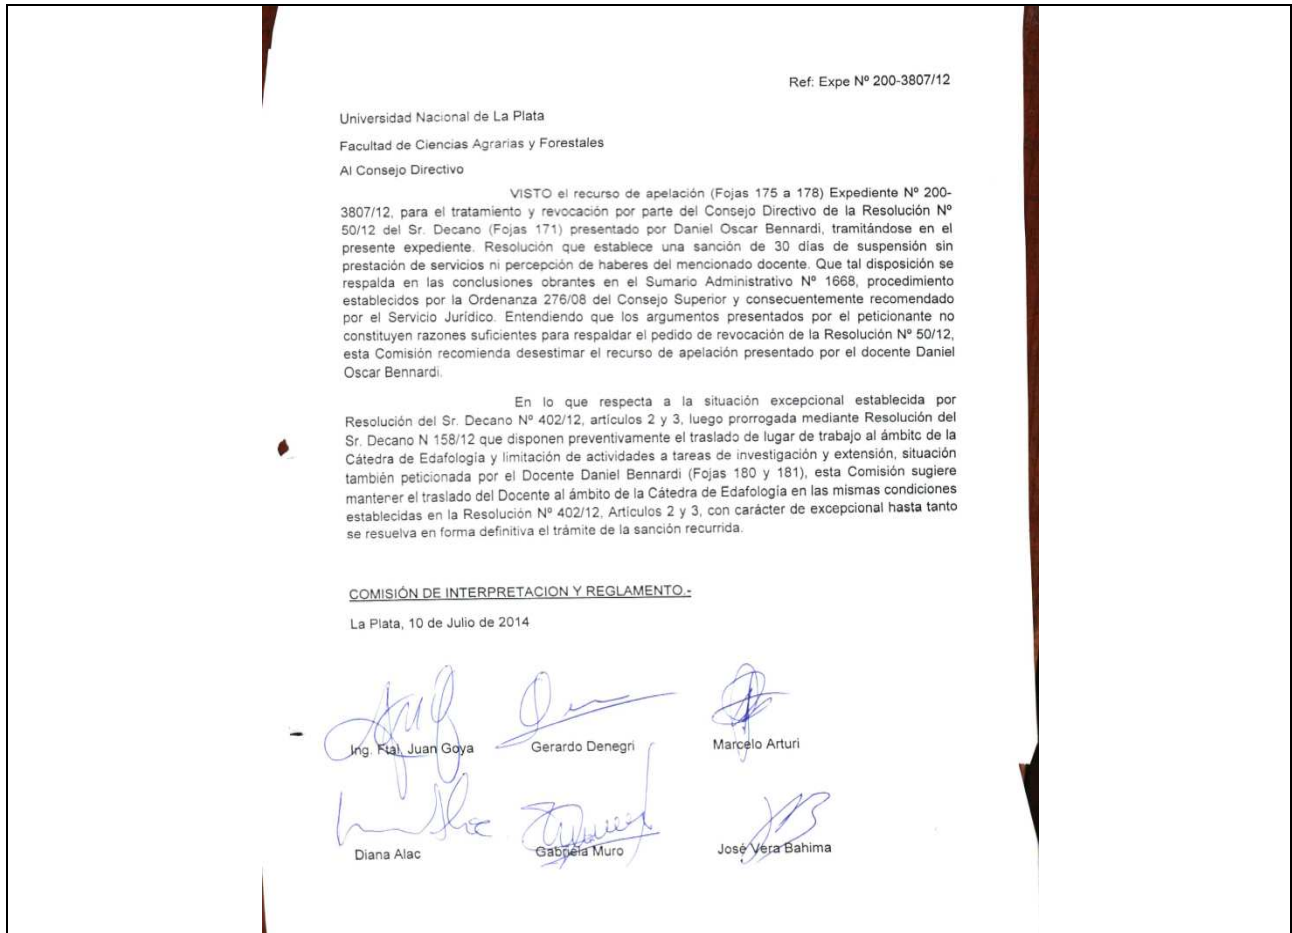 Ref: Expe Nº 200-3807/12
Universidad Nacional de La Plata
Facultad de Ciencias Agrarias y Forestales
Al Consejo Directivo
VISTO el recurso de apelación (Fojas 175 a 178) Expediente Nº 200-
3807/12, para el tratamiento y revocación por parte del Consejo Directivo de la Resolución Nº
50/12 del Sr. Decano (Fojas 171) presentado por Daniel Oscar Bennardi, tramitándose en el
presente expediente. Resolución que establece una sanción de 30 días de suspensión sin
prestación de servicios ni percepción de haberes del mencionado docente. Que tal disposición se
respalda en las conclusiones obrantes en el Sumario Administrativo Nº 1668, procedimiento
establecidos por la Ordenanza 276/08 del Consejo Superior y consecuentemente recomendado
por el Servicio Jurídico. Entendiendo que los argumentos presentados por el peticionante no
constituyen razones suficientes para respaldar el pedido de revocación de la Resolución Nº 50/12,
esta Comisión recomienda desestimar el recurso de apelación presentado por el docente Daniel
Oscar Bennardi.
En lo que respecta a la situación excepcional establecida por
Resolución del Sr. Decano Nº 402/12, artículos 2 y 3, luego prorrogada mediante Resolución del
Sr. Decano N 158/12 que disponen preventivamente el traslado de lugar de trabajo al ámbito de la
Cátedra de Edafología y limitación de actividades a tareas de investigación y extensión, situación
también peticionada por el Docente Daniel Bennardi (Fojas 180 y 181), esta Comisión sugiere
mantener el traslado del Docente al ámbito de la Cátedra de Edafología en las mismas condiciones
establecidas en la Resolución Nº 402/12, Artículos 2 y 3, con carácter de excepcional hasta tanto
se resuelva en forma definitiva el trámite de la sanción recurrida.
COMISIÓN DE INTERPRETACION Y REGLAMENTO.-
La Plata, 10 de Julio de 2014
Ing. Ftal. Juan Goya Gerardo Denegri Marcelo Arturi
Diana Alac Gabriela Muro José Vera Bahima